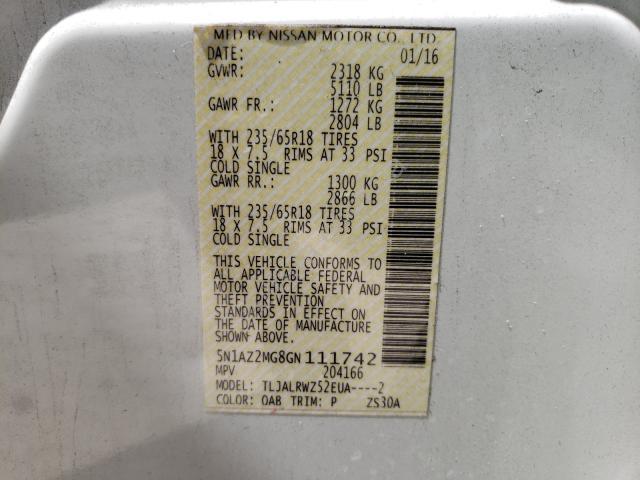 MFD BY NISSAN MOTOR CO., LTD.
DATE: 01/16
GVWR: 2318 KG
5110 LB
GAWR FR.: 1272 KG
2804 LB
WITH 235/65R18 TIRES
18 X 7.5 RIMS AT 33 PSI
COLD SINGLE
GAWR RR.: 1300 KG
2866 LB
WITH 235/65R18 TIRES
18 X 7.5 RIMS AT 33 PSI
COLD SINGLE
THIS VEHICLE CONFORMS TO
ALL APPLICABLE FEDERAL
MOTOR VEHICLE SAFETY AND
THEFT PREVENTION
STANDARDS IN EFFECT ON
THE DATE OF MANUFACTURE
SHOWN ABOVE.
5N1AZ2MG8GN111742
MPV 204166
MODEL: TLJALRWZ52EUA----2
COLOR: QAB TRIM: P ZS30A